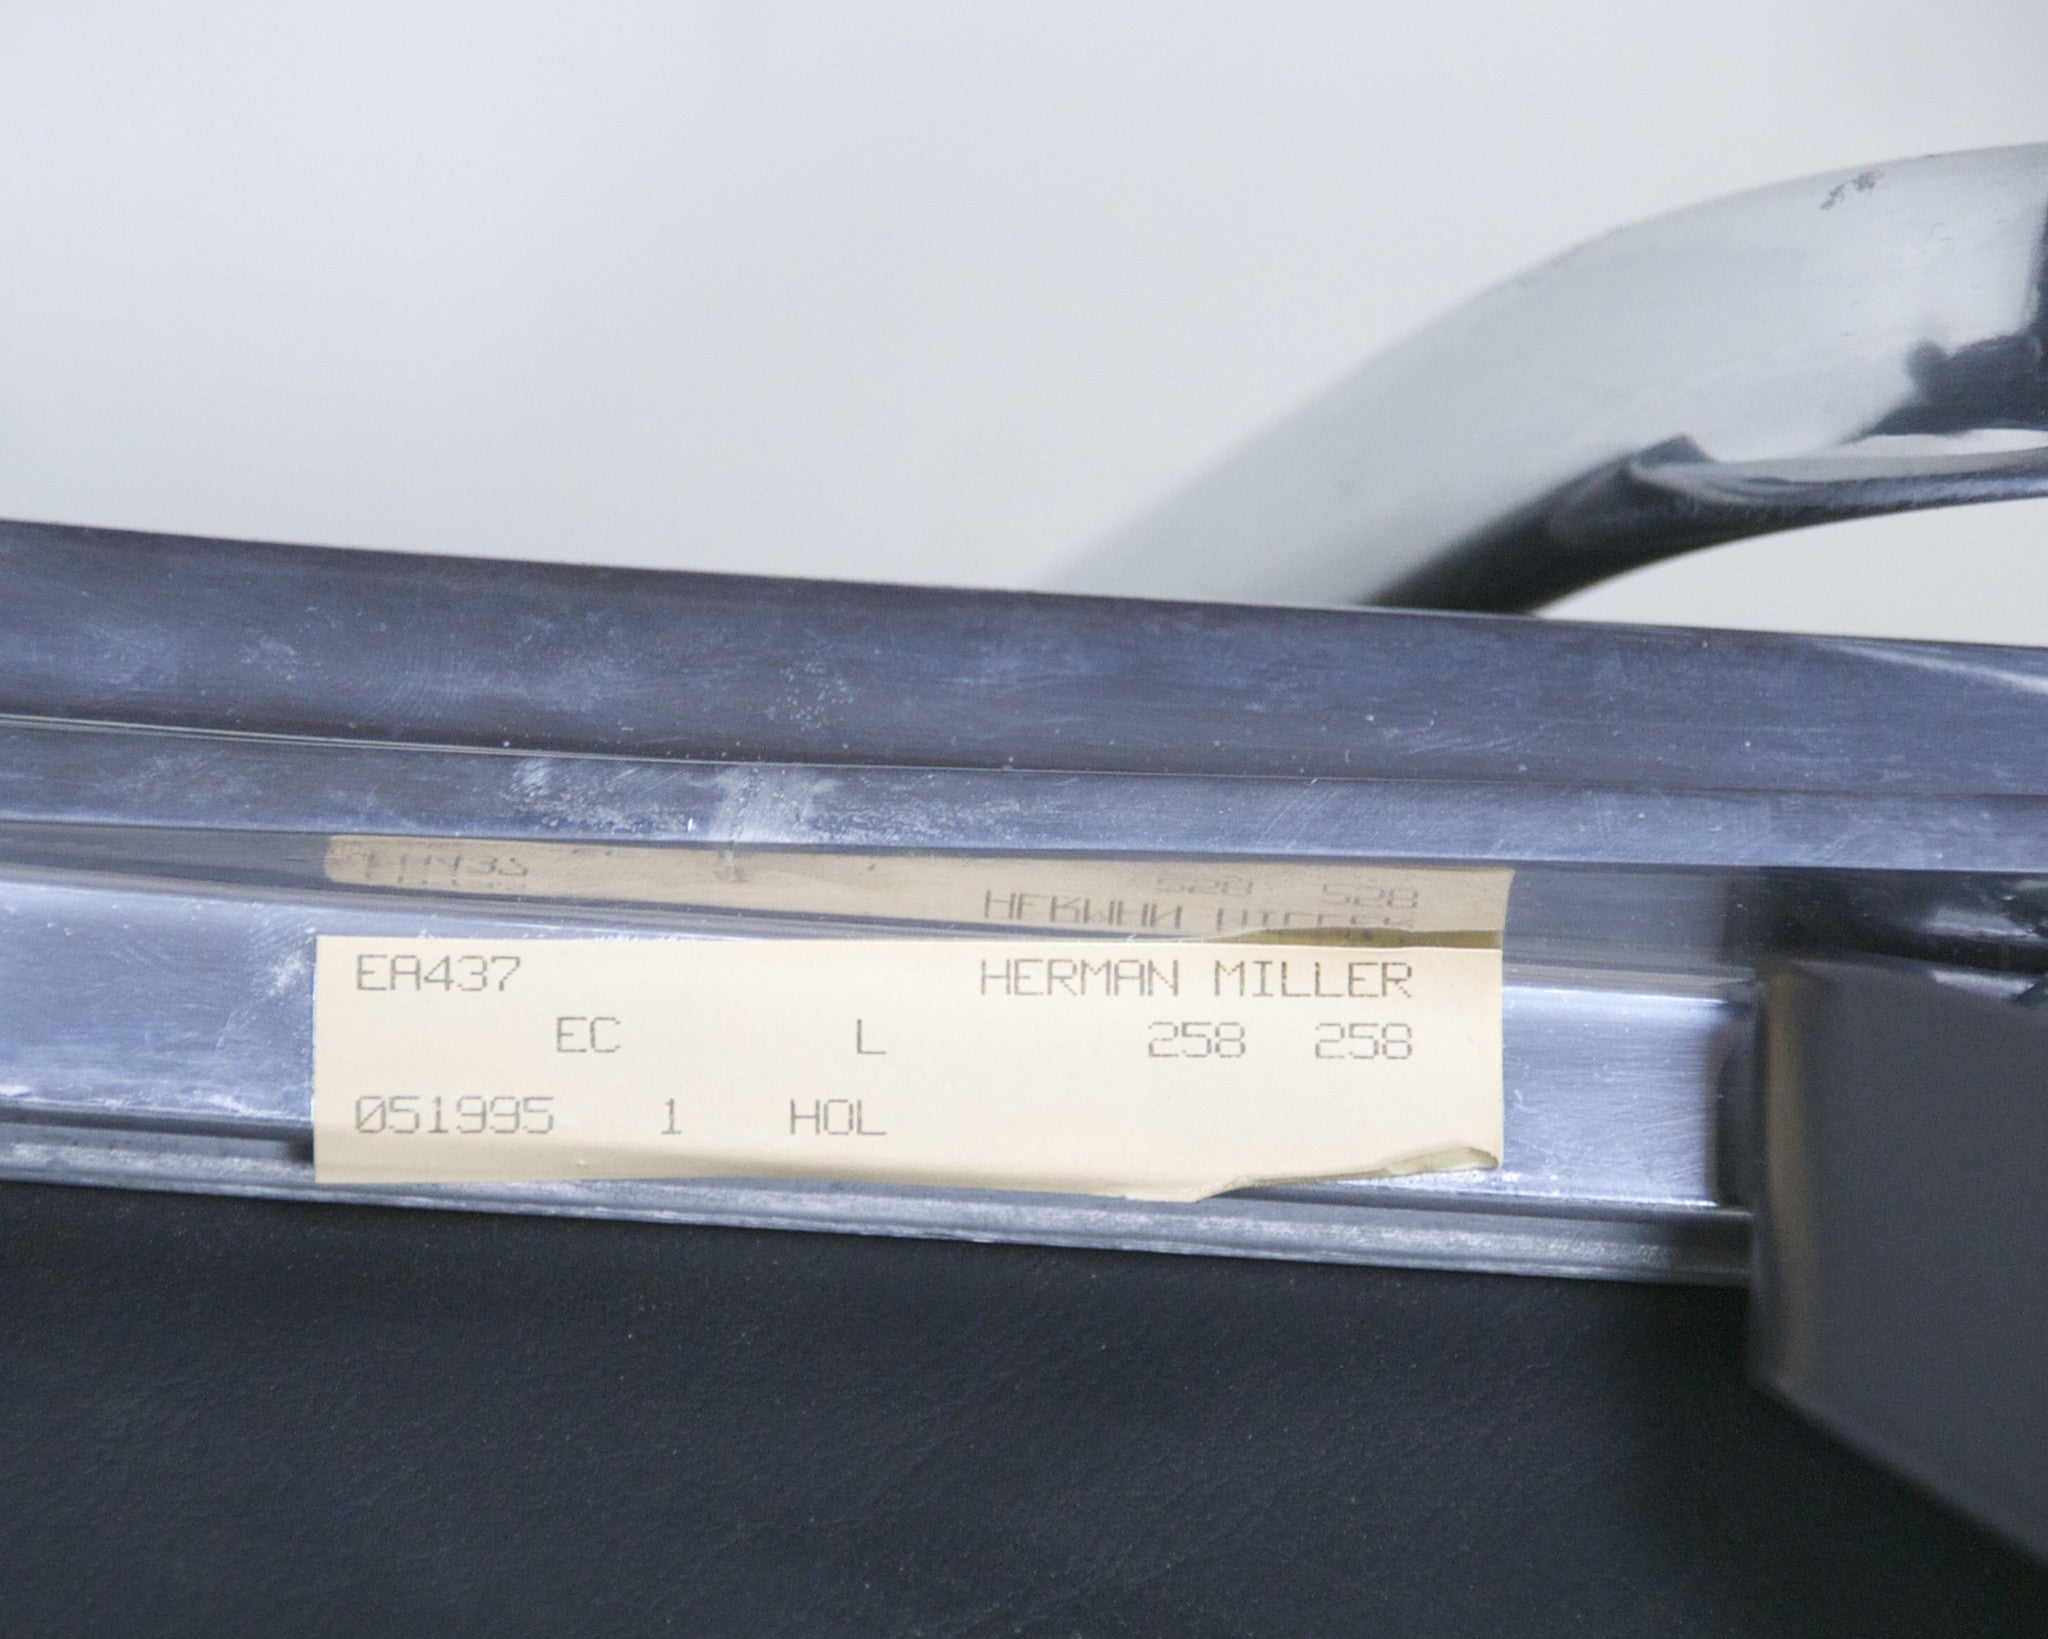 EA437 HERMAN MILLER
EC L 258 258
051995 1 HOL